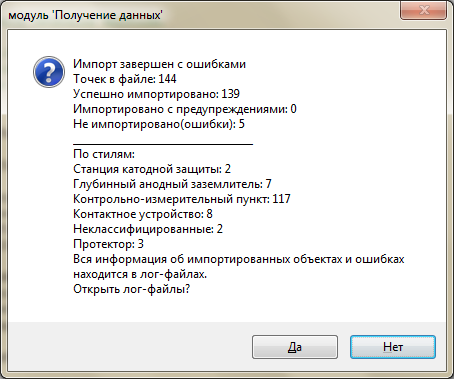 модуль 'Получение данных'
Импорт завершен с ошибками
Точек в файле: 144
Успешно импортировано: 139
Импортировано с предупреждениями: 0
Не импортировано(ошибки): 5
По стилям:
Станция катодной защиты: 2
Глубинный анодный заземлитель: 7
Контрольно-измерительный пункт: 117
Контактное устройство: 8
Неклассифицированные: 2
Протектор: 3
Вся информация об импортированных объектах и ошибках
находится в лог-файлах.
Открыть лог-файлы?
Да
Нет